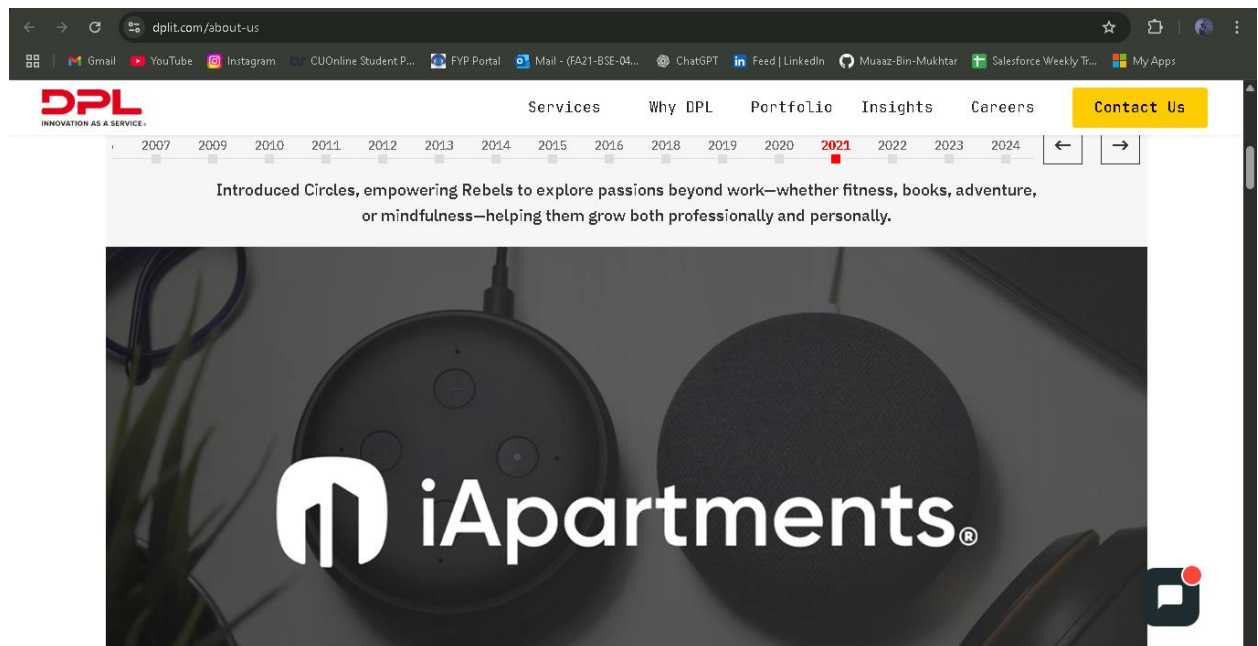 dplit.com/about-us
Gmail YouTube Instagram CUOnline Student P... FYP Portal Mail - (FA21-BSE-04... ChatGPT Feed | LinkedIn Muaaz-Bin-Mukhtar Salesforce Weekly Tr... My Apps
DPL
INNOVATION AS A SERVICE.
Services Why DPL Portfolio Insights Careers Contact Us
2007 2009 2010 2011 2012 2013 2014 2015 2016 2018 2019 2020 2021 2022 2023 2024
Introduced Circles, empowering Rebels to explore passions beyond work—whether fitness, books, adventure,
or mindfulness—helping them grow both professionally and personally.
iApartments®